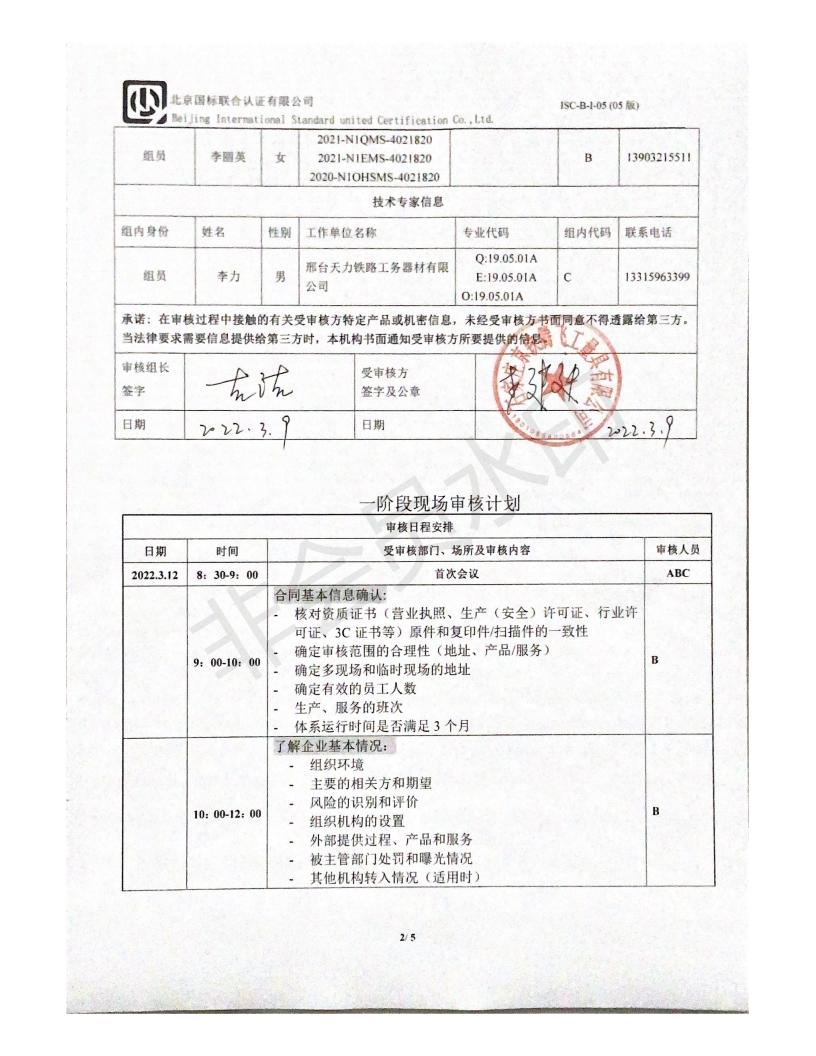 北京国标联合认证有限公司
ISC-B-I-05 (05 版)
Beijing International Standard united Certification Co.,Ltd.
组员 李圄英 女 2021-N1QMS-4021820 2021-N1EMS-4021820 2020-N1OHSMS-4021820 B 13903215511
技术专家信息
组内身份 姓名 性别 工作单位名称 专业代码 组内代码 联系电话
组员 李力 男 邢台天力铁路工务器材有限公司 Q:19.05.01A E:19.05.01A O:19.05.01A C 13315963399
承诺：在审核过程中接触的有关受审核方特定产品或机密信息，未经受审核方书面同意不得透露给第三方。
当法律要求需要信息提供给第三方时，本机构书面通知受审核方所要提供的信息。
审核组长签字 受审核方签字及公章
日期 2022.3.9 日期 2022.3.9
一阶段现场审核计划
审核日程安排
日期 时间 受审核部门、场所及审核内容 审核人员
2022.3.12 8：30-9：00 首次会议 ABC
合同基本信息确认:
- 核对资质证书（营业执照、生产（安全）许可证、行业许
可证、3C 证书等）原件和复印件/扫描件的一致性
- 确定审核范围的合理性（地址、产品/服务）
9：00-10：00 B
- 确定多现场和临时现场的地址
- 确定有效的员工人数
- 生产、服务的班次
- 体系运行时间是否满足 3 个月
了解企业基本情况:
- 组织环境
- 主要的相关方和期望
- 风险的识别和评价
10：00-12：00 B
- 组织机构的设置
- 外部提供过程、产品和服务
- 被主管部门处罚和曝光情况
- 其他机构转入情况（适用时）
2/ 5
非会员水印